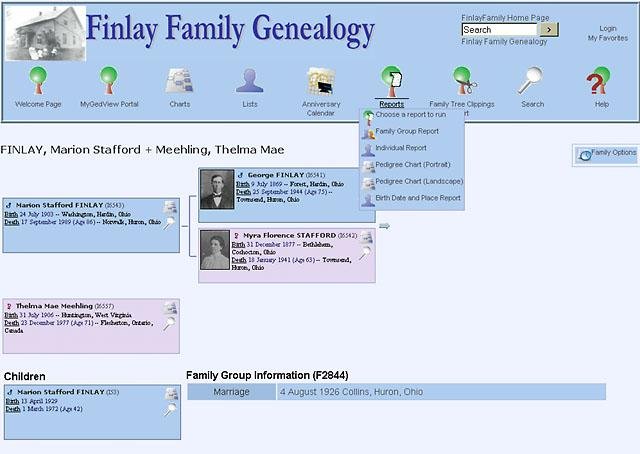 Finlay Family Genealogy
FinlayFamily Home Page
Search
>
Finlay Family Genealogy
Login
My Favorites
Welcome Page
MyGedView Portal
Charts
Lists
Anniversary
Calendar
Reports
Family Tree Clippings
Search
Help
Choose a report to run
Family Group Report
Individual Report
Pedigree Chart (Portrait)
Pedigree Chart (Landscape)
Birth Date and Place Report
FINLAY, Marion Stafford + Meehling, Thelma Mae
Family Options
Marion Stafford FINLAY (I6543)
Birth 24 July 1903 -- Washington, Hardin, Ohio
Death 17 September 1989 (Age 86) -- Norwalk, Huron, Ohio
George FINLAY (I6541)
Birth 9 July 1869 -- Forest, Hardin, Ohio
Death 25 September 1944 (Age 75) --
Townsend, Huron, Ohio
Myra Florence STAFFORD (I6542)
Birth 31 December 1877 -- Bethlehem,
Coshocton, Ohio
Death 18 January 1941 (Age 63) -- Townsend,
Huron, Ohio
Thelma Mae Meehling (I6557)
Birth 31 July 1906 -- Huntington, West Virginia
Death 23 December 1977 (Age 71) -- Flesherton, Ontario,
Canada
Children
Marion Stafford FINLAY (I53)
Birth 13 April 1929
Death 1 March 1972 (Age 42)
Family Group Information (F2844)
Marriage 4 August 1926 Collins, Huron, Ohio